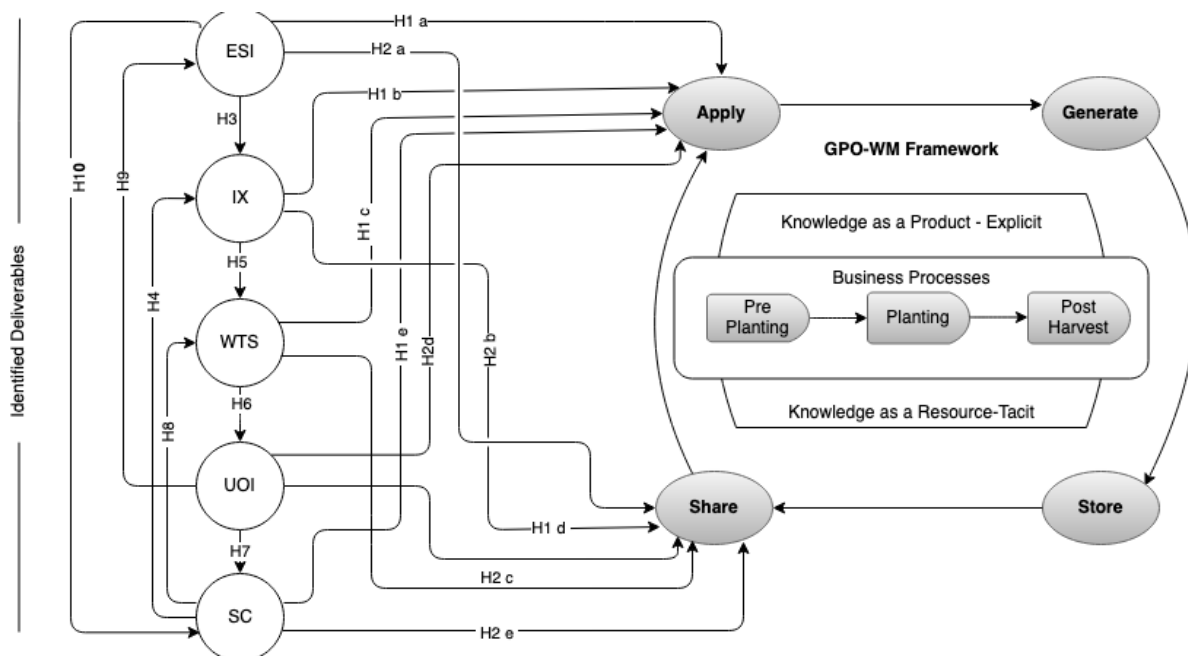 ESI
H1 a
H2 a
H1 b
H3
Apply
Generate
GPO-WM Framework
H10
H9
IX
H1 c
Knowledge as a Product - Explicit
H5
Identified Deliverables
H4
Business Processes
Pre
Planting
Planting
Post
Harvest
WTS
H1 e
H2d
H2 b
H6
H8
Knowledge as a Resource-Tacit
UOI
Share
Store
H1 d
H7
H2 c
SC
H2 e